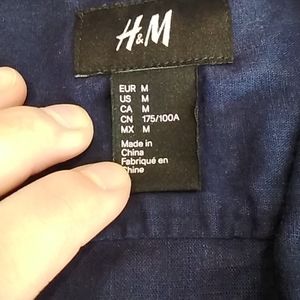 H&M
EUR M
US M
CA M
CN 175/100A
MX M
Made in
China
Fabriqué en
Chine